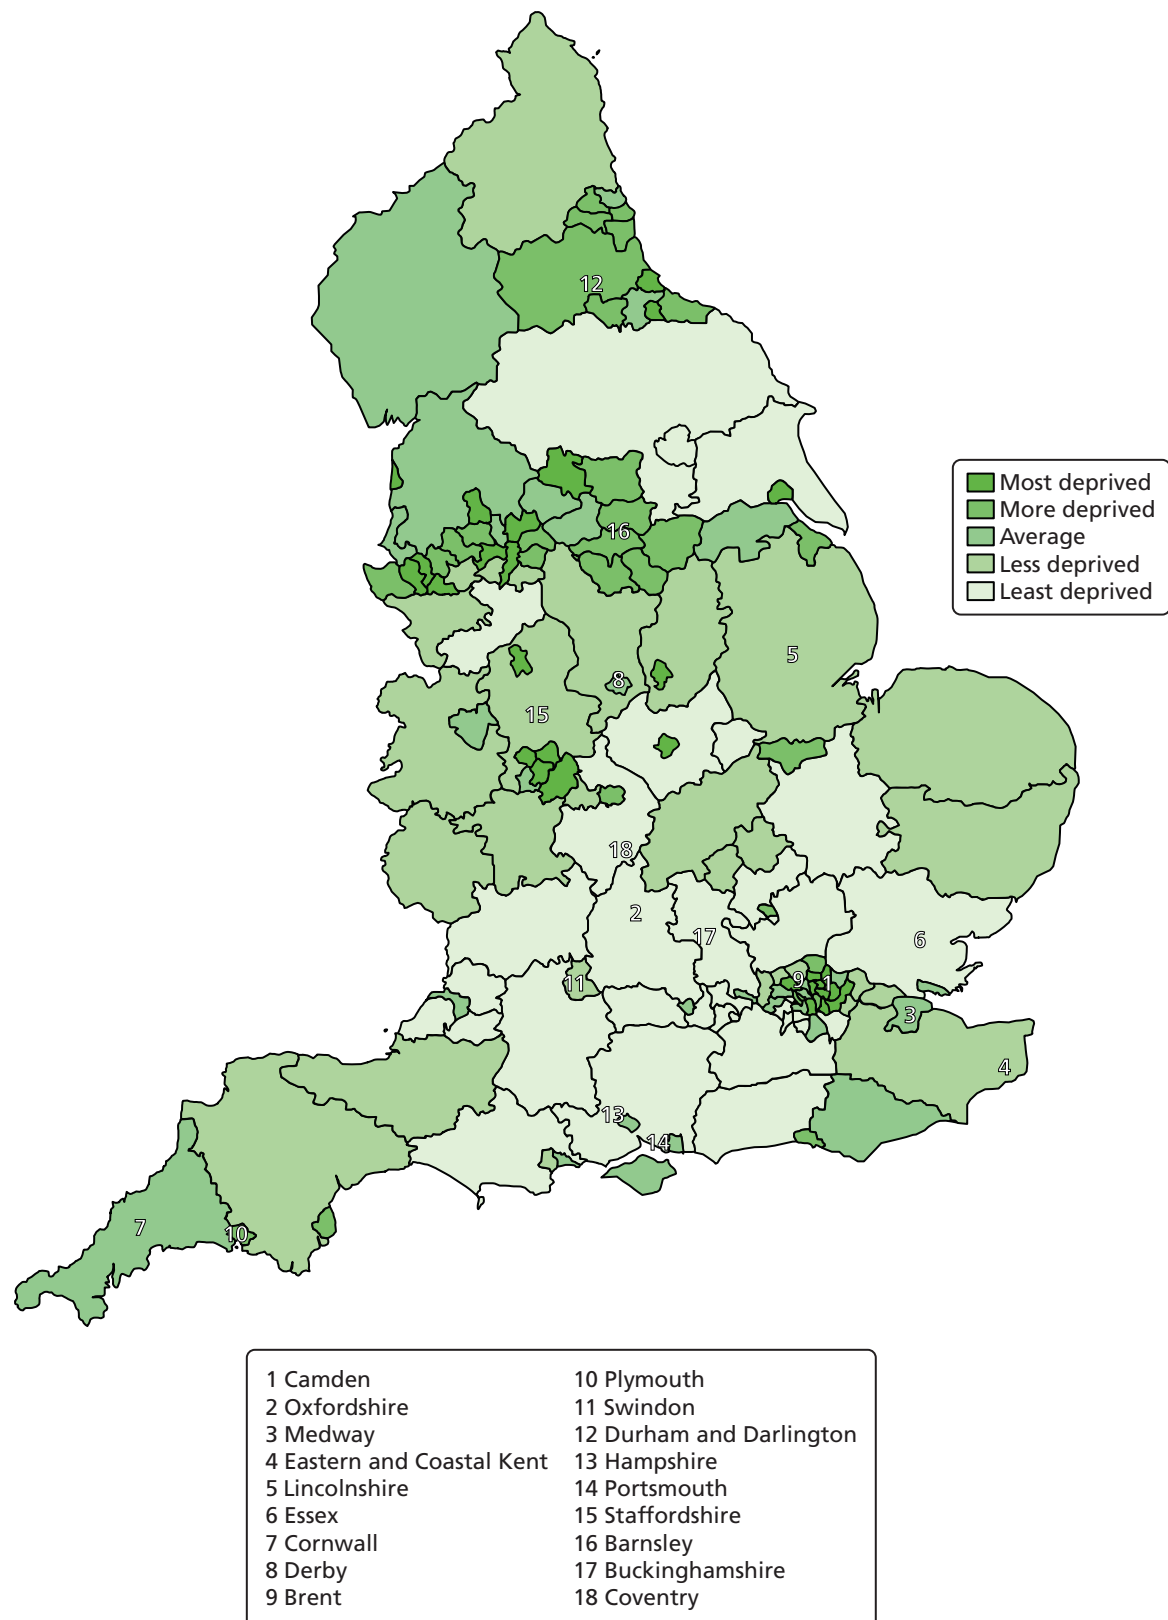 12
16
5
8
15
18
2
17
6
9
1
11
3
4
13
14
7
10
Most deprived
More deprived
Average
Less deprived
Least deprived
1 Camden
2 Oxfordshire
3 Medway
4 Eastern and Coastal Kent
5 Lincolnshire
6 Essex
7 Cornwall
8 Derby
9 Brent
10 Plymouth
11 Swindon
12 Durham and Darlington
13 Hampshire
14 Portsmouth
15 Staffordshire
16 Barnsley
17 Buckinghamshire
18 Coventry